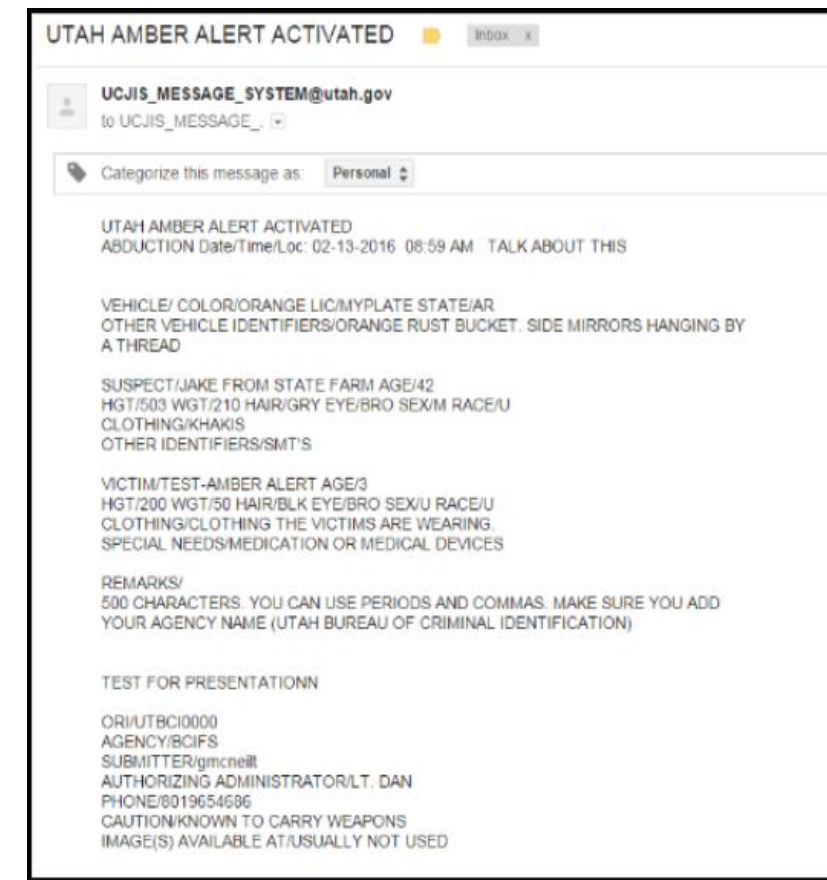 UTAH AMBER ALERT ACTIVATED Inbox x
UCJIS_MESSAGE_SYSTEM@utah.gov
to UCJIS_MESSAGE_.
Categorize this message as: Personal
UTAH AMBER ALERT ACTIVATED
ABDUCTION Date/Time/Loc: 02-13-2016 08:59 AM TALK ABOUT THIS
VEHICLE/ COLOR/ORANGE LIC/MYPLATE STATE/AR
OTHER VEHICLE IDENTIFIERS/ORANGE RUST BUCKET. SIDE MIRRORS HANGING BY
A THREAD
SUSPECT/JAKE FROM STATE FARM AGE/42
HGT/503 WGT/210 HAIR/GRY EYE/BRO SEX/M RACE/U
CLOTHING/KHAKIS
OTHER IDENTIFIERS/SMT'S
VICTIM/TEST-AMBER ALERT AGE/3
HGT/200 WGT/50 HAIR/BLK EYE/BRO SEX/U RACE/U
CLOTHING/CLOTHING THE VICTIMS ARE WEARING.
SPECIAL NEEDS/MEDICATION OR MEDICAL DEVICES
REMARKS/
500 CHARACTERS. YOU CAN USE PERIODS AND COMMAS. MAKE SURE YOU ADD
YOUR AGENCY NAME (UTAH BUREAU OF CRIMINAL IDENTIFICATION)
TEST FOR PRESENTATIONN
ORI/UTBCI0000
AGENCY/BCIFS
SUBMITTER/gmcneilt
AUTHORIZING ADMINISTRATOR/LT. DAN
PHONE/8019654686
CAUTION/KNOWN TO CARRY WEAPONS
IMAGE(S) AVAILABLE AT/USUALLY NOT USED